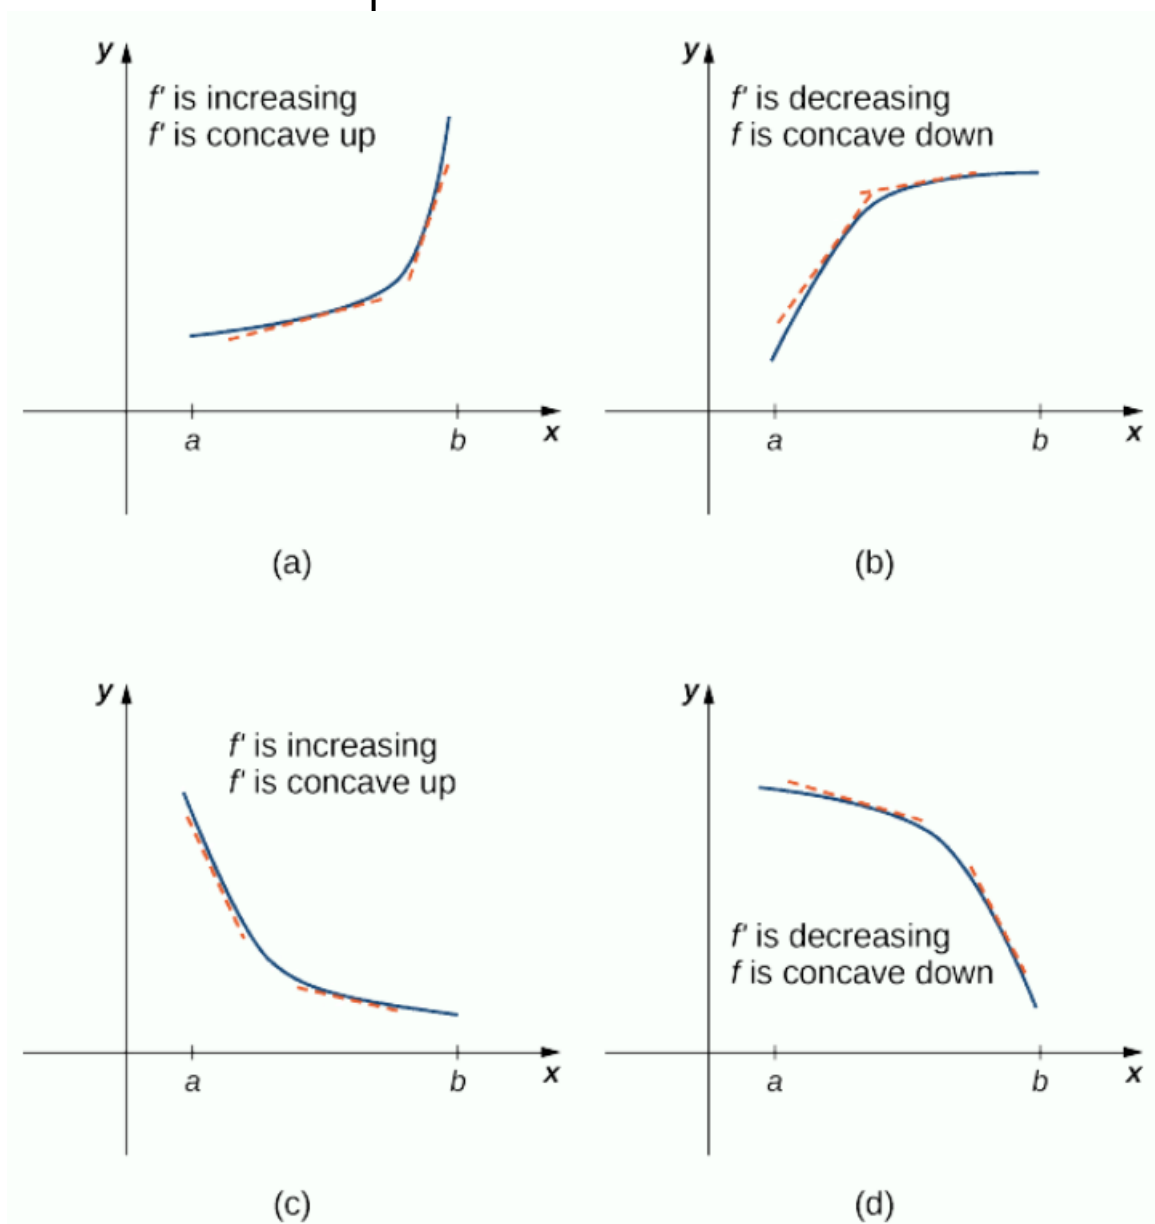 y
f' is increasing
f' is concave up
a
b
x
(a)
y
f' is decreasing
f is concave down
a
b
x
(b)
y
f' is increasing
f' is concave up
a
b
x
(c)
y
f' is decreasing
f is concave down
a
b
x
(d)